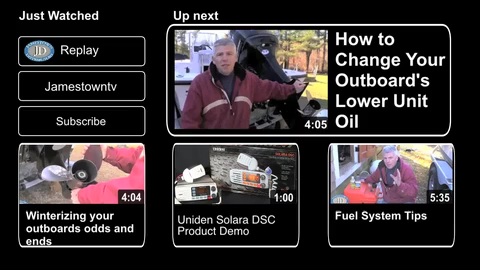 Just Watched
Up next
JD
Replay
Jamestowntv
Subscribe
How to
Change Your
Outboard's
Lower Unit
Oil
4:05
4:04
Winterizing your
outboards odds and
ends
1:00
Uniden Solara DSC
Product Demo
5:35
Fuel System Tips